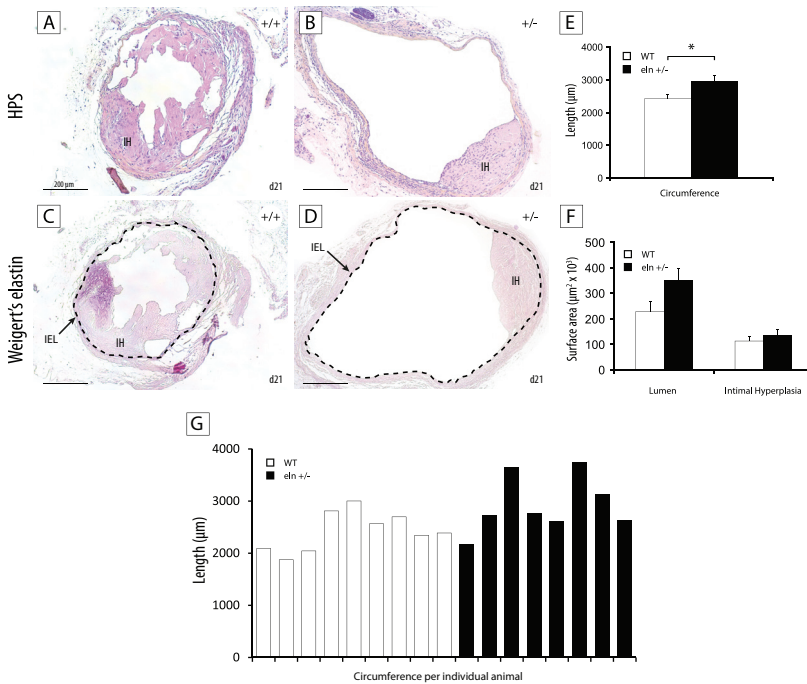 A
+/+
B
+/-
HPS
IH
200 μm
d21
IH
d21
C
+/+
D
+/-
Weigert's elastin
IEL
IH
d21
IEL
IH
d21
E
WT
eln +/-
*
Length (μm)
4000
3000
2000
1000
0
Circumference
F
WT
eln +/-
Surface area (μm² x 10³)
500
400
300
200
100
0
Lumen
Intimal Hyperplasia
G
WT
eln +/-
Length (μm)
4000
3000
2000
1000
0
Circumference per individual animal